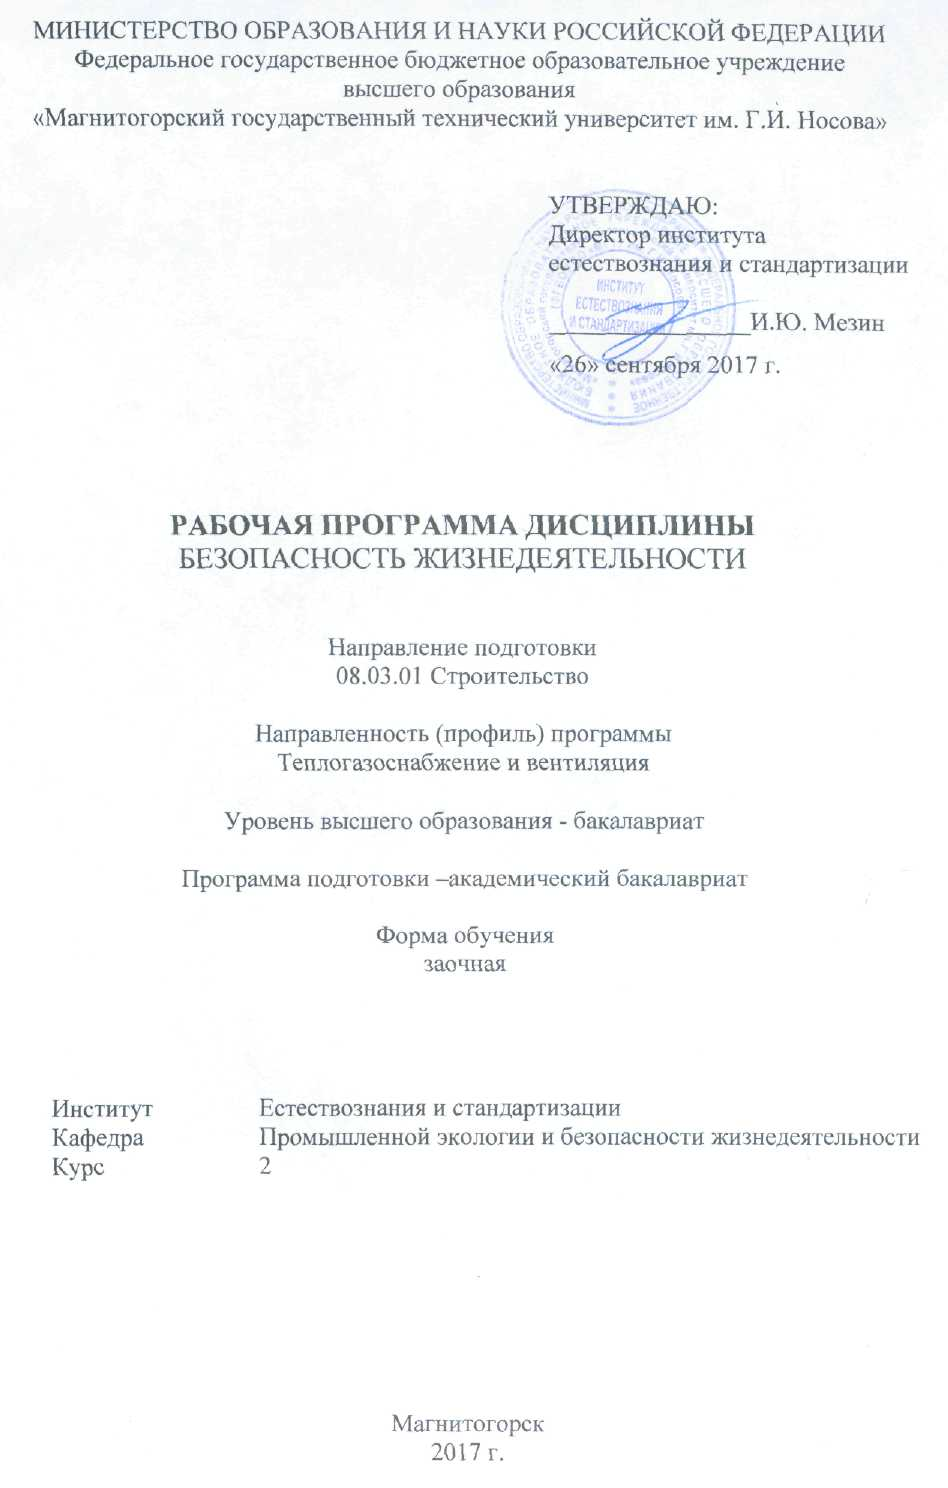 МИНИСТЕРСТВО ОБРАЗОВАНИЯ И НАУКИ РОССИЙСКОЙ ФЕДЕРАЦИИ
Федеральное государственное бюджетное образовательное учреждение
высшего образования
«Магнитогорский государственный технический университет им. Г.И. Носова»
УТВЕРЖДАЮ:
Директор института
естествознания и стандартизации
ИНСТИТУТ
ЕСТЕСТВОЗНАНИЯ
И СТАНДАРТИЗАЦИИ
И.Ю. Мезин
«26» сентября 2017 г.
РАБОЧАЯ ПРОГРАММА ДИСЦИПЛИНЫ
БЕЗОПАСНОСТЬ ЖИЗНЕДЕЯТЕЛЬНОСТИ
Направление подготовки
08.03.01 Строительство
Направленность (профиль) программы
Теплогазоснабжение и вентиляция
Уровень высшего образования - бакалавриат
Программа подготовки –академический бакалавриат
Форма обучения
заочная
Институт Естествознания и стандартизации
Кафедра Промышленной экологии и безопасности жизнедеятельности
Курс 2
Магнитогорск
2017 г.